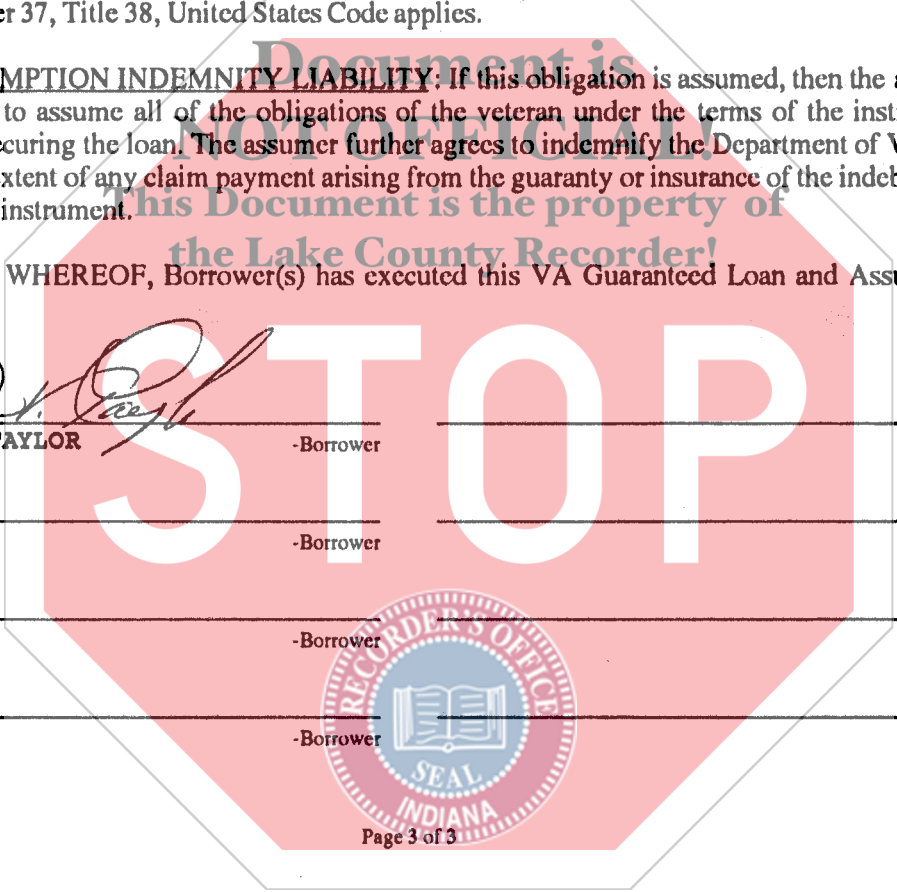 er 37, Title 38, United States Code applies.
Document is
MPTION INDEMNITY LIABILITY: If this obligation is assumed, then the a
to assume all of the obligations of the veteran under the terms of the inst
NOT OFFICIAL!
ecuring the loan. The assumer further agrees to indemnify the Department of V
xtent of any claim payment arising from the guaranty or insurance of the indeb
This Document is the property of
instrument.
the Lake County Recorder!
WHEREOF, Borrower(s) has executed this VA Guaranteed Loan and Assu
STOP
AYLOR
-Borrower
-Borrower
-Borrower
-Borrower
RECORDER'S OFFICE
SEAL
INDIANA
Page 3 of 3